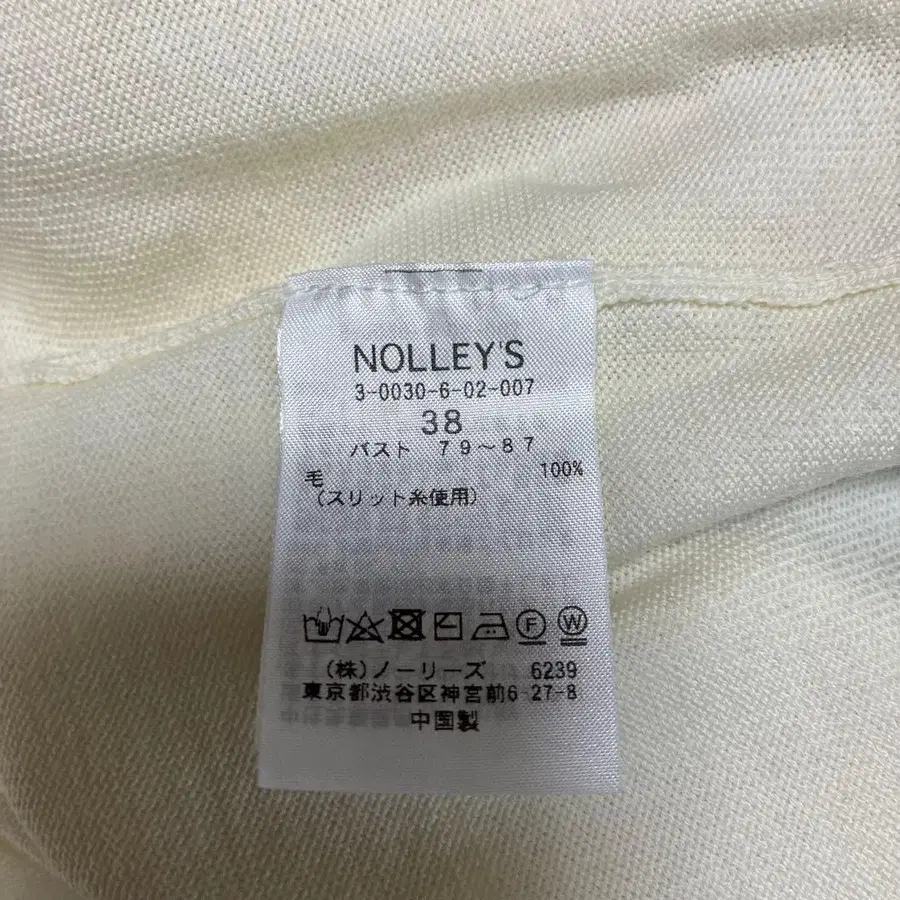 NOLLEY'S
3-0030-6-02-007
38
バスト 79～87
毛 100%
(スリット糸使用)
F W
(株)ノーリーズ 6239
東京都渋谷区神宮前6-27-8
中国製